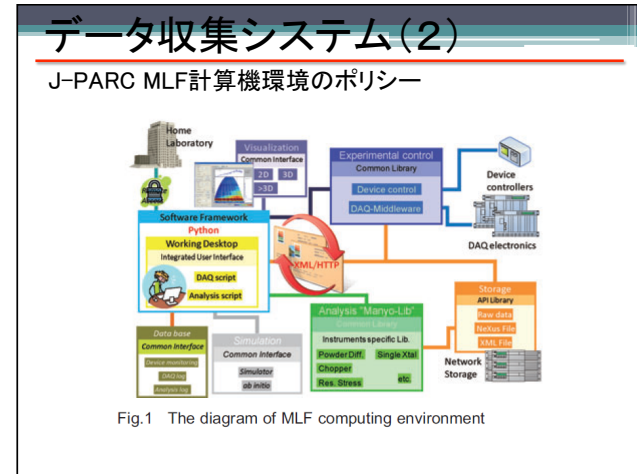 データ収集システム（２）
J-PARC MLF計算機環境のポリシー
Home
Laboratory
Visualization
Common Interface
2D 3D
>3D
Experimental control
Common Library
Device control
DAQ-Middleware
Device
controllers
DAQ electronics
Software Framework
Python
Working Desktop
Integrated User Interface
DAQ script
Analysis script
XML/HTTP
Storage
API Library
Raw data
NeXus File
XML File
Network
Storage
Analysis "Manyo-Lib"
Common Library
Instruments specific Lib.
Powder Diff. Single Xtal
Chopper
Res. Stress etc.
Data base
Common Interface
Device monitoring
DAQ log
Analysis log
Simulation
Common Interface
Simulator
ab initio
Fig.1 The diagram of MLF computing environment